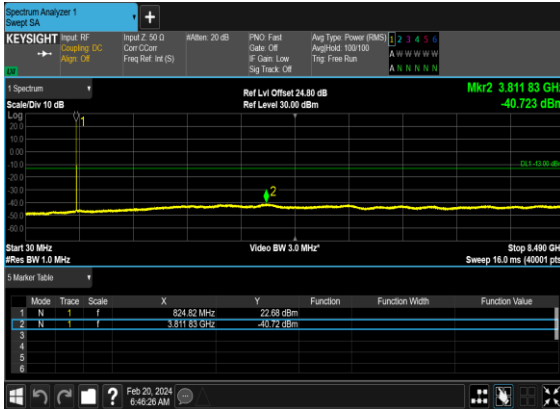 Spectrum Analyzer 1
Swept SA
+
KEYSIGHT Input: RF Input Z: 50 Ω #Atten: 20 dB PNO: Fast Avg Type: Power (RMS) 1 2 3 4 5 6
Coupling: DC Corr CCorr Gate: Off Avg|Hold: 100/100 A W W W W W
Align: Off Freq Ref: Int (S) IF Gain: Low Trig: Free Run
Sig Track: Off A N N N N N
1 Spectrum Ref Lvl Offset 24.80 dB Mkr2 3.811 83 GHz
Scale/Div 10 dB Ref Level 30.00 dBm -40.723 dBm
Log
20.0
10.0
0.00
-10.0
-20.0
-30.0
-40.0
-50.0
-60.0
1
DL1 -13.00 dBm
2
Start 30 MHz Video BW 3.0 MHz* Stop 8.490 GH
#Res BW 1.0 MHz Sweep 16.0 ms (40001 pts
5 Marker Table
Mode Trace Scale X Y Function Function Width Function Value
1 N 1 f 824.82 MHz 22.68 dBm
2 N 1 f 3.811 83 GHz -40.72 dBm
3
4
5
6
? Feb 20, 2024
6:46:26 AM